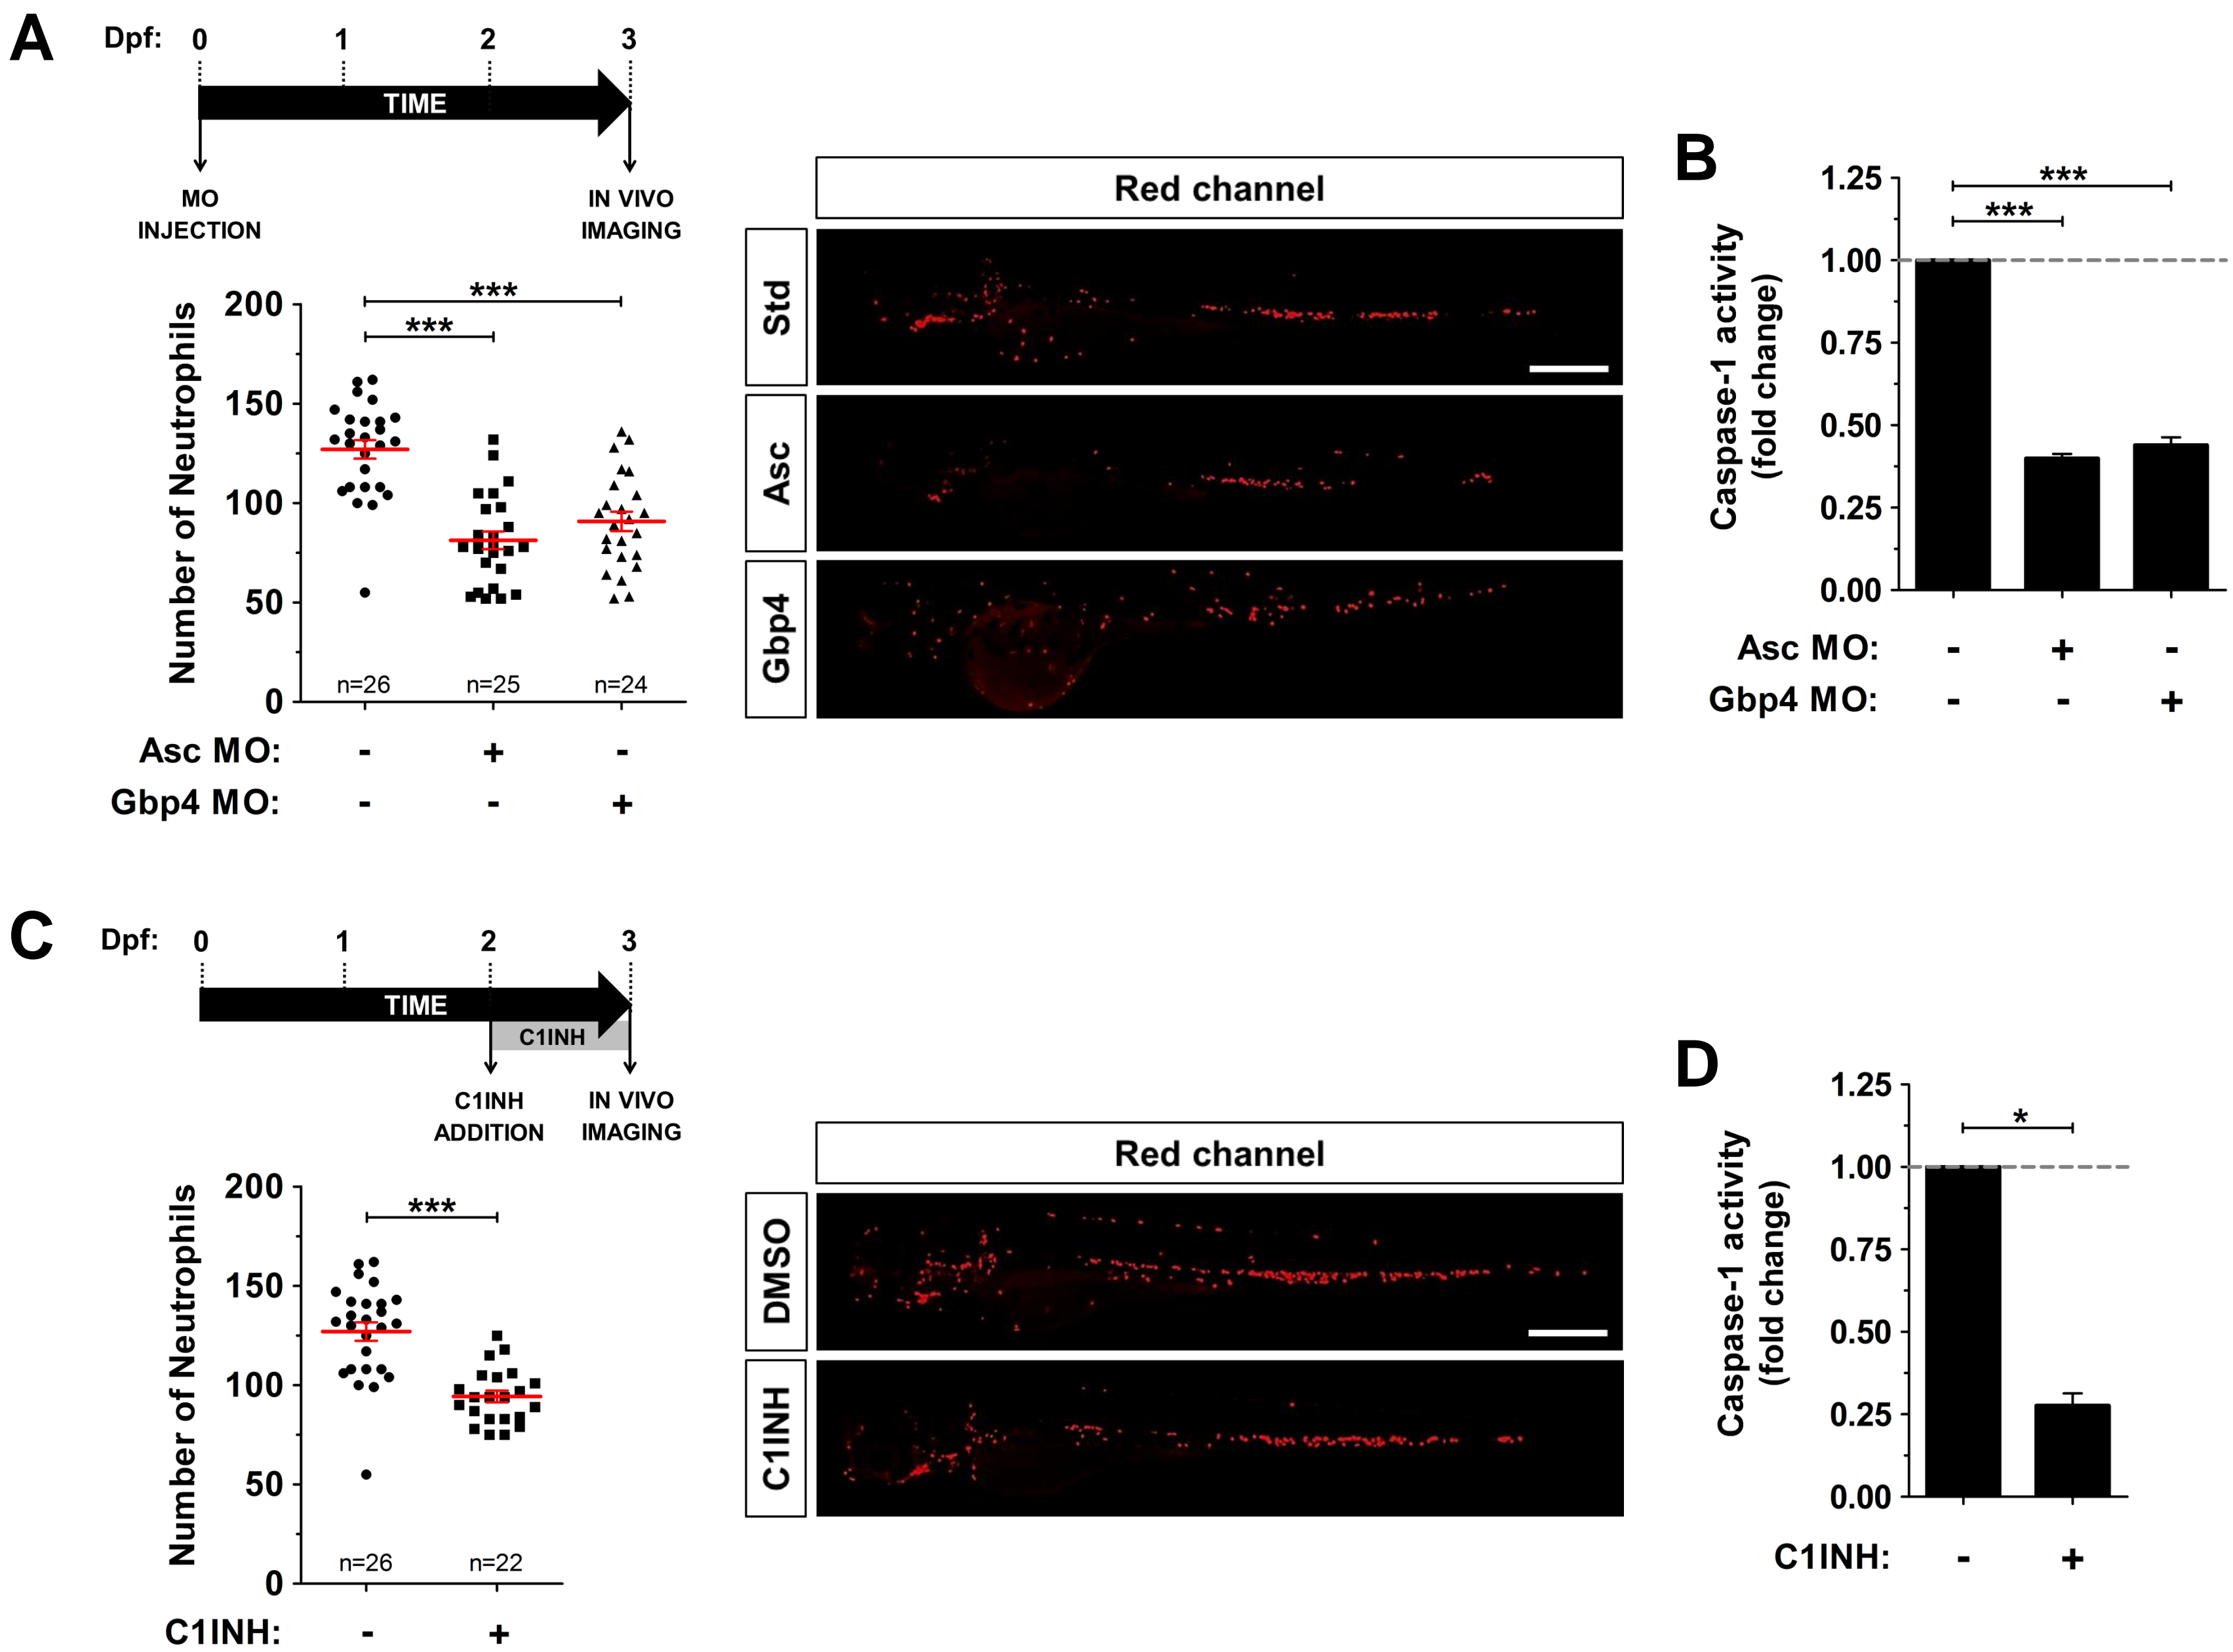 A
Dpf: 0 1 2 3
TIME
MO
INJECTION
IN VIVO
IMAGING
Number of Neutrophils
200
150
100
50
0
***
***
n=26 n=25 n=24
Asc MO: - + -
Gbp4 MO: - - +
Red channel
Std
Asc
Gbp4
B
Caspase-1 activity
(fold change)
1.25
1.00
0.75
0.50
0.25
0.00
***
***
Asc MO: - + -
Gbp4 MO: - - +
C
Dpf: 0 1 2 3
TIME
C1INH
C1INH
ADDITION
IN VIVO
IMAGING
Number of Neutrophils
200
150
100
50
0
***
n=26 n=22
C1INH: - +
Red channel
DMSO
C1INH
D
Caspase-1 activity
(fold change)
1.25
1.00
0.75
0.50
0.25
0.00
*
C1INH: - +